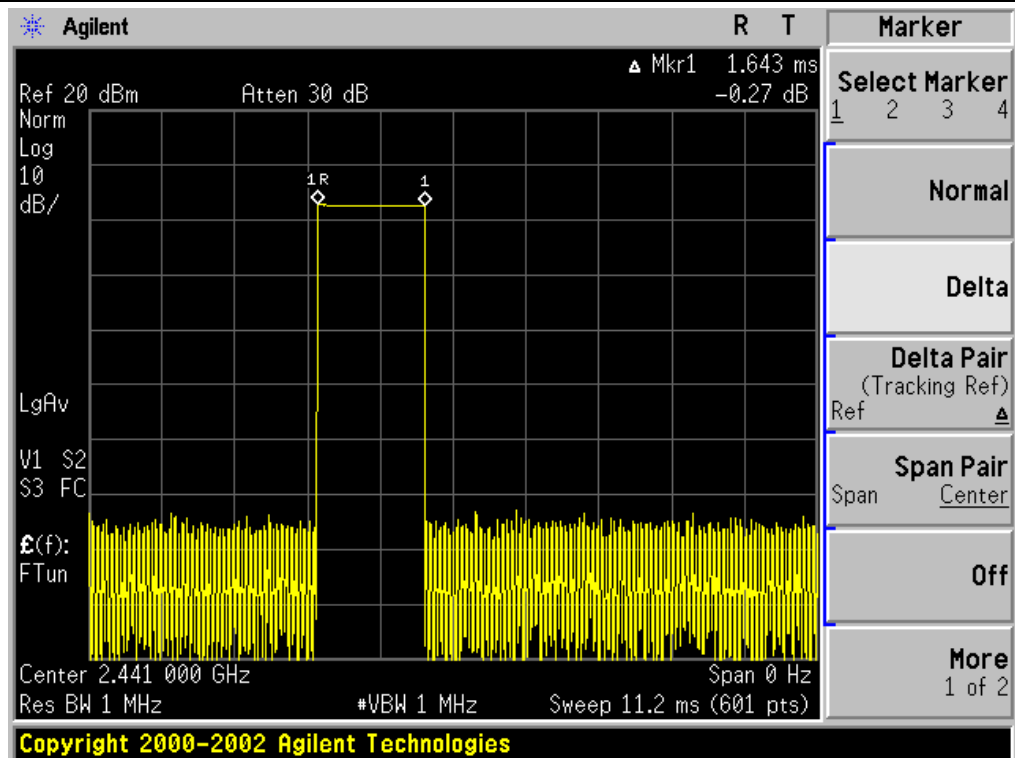 Agilent R T
Marker
▵ Mkr1 1.643 ms
Ref 20 dBm Atten 30 dB −0.27 dB
Norm
Log
10
dB/
1R 1
LgAv
V1 S2
S3 FC
£(f):
FTun
Center 2.441 000 GHz Span 0 Hz
Res BW 1 MHz #VBW 1 MHz Sweep 11.2 ms (601 pts)
Copyright 2000–2002 Agilent Technologies
Select Marker
1 2 3 4
Normal
Delta
Delta Pair
(Tracking Ref)
Ref ▵
Span Pair
Span Center
Off
More
1 of 2